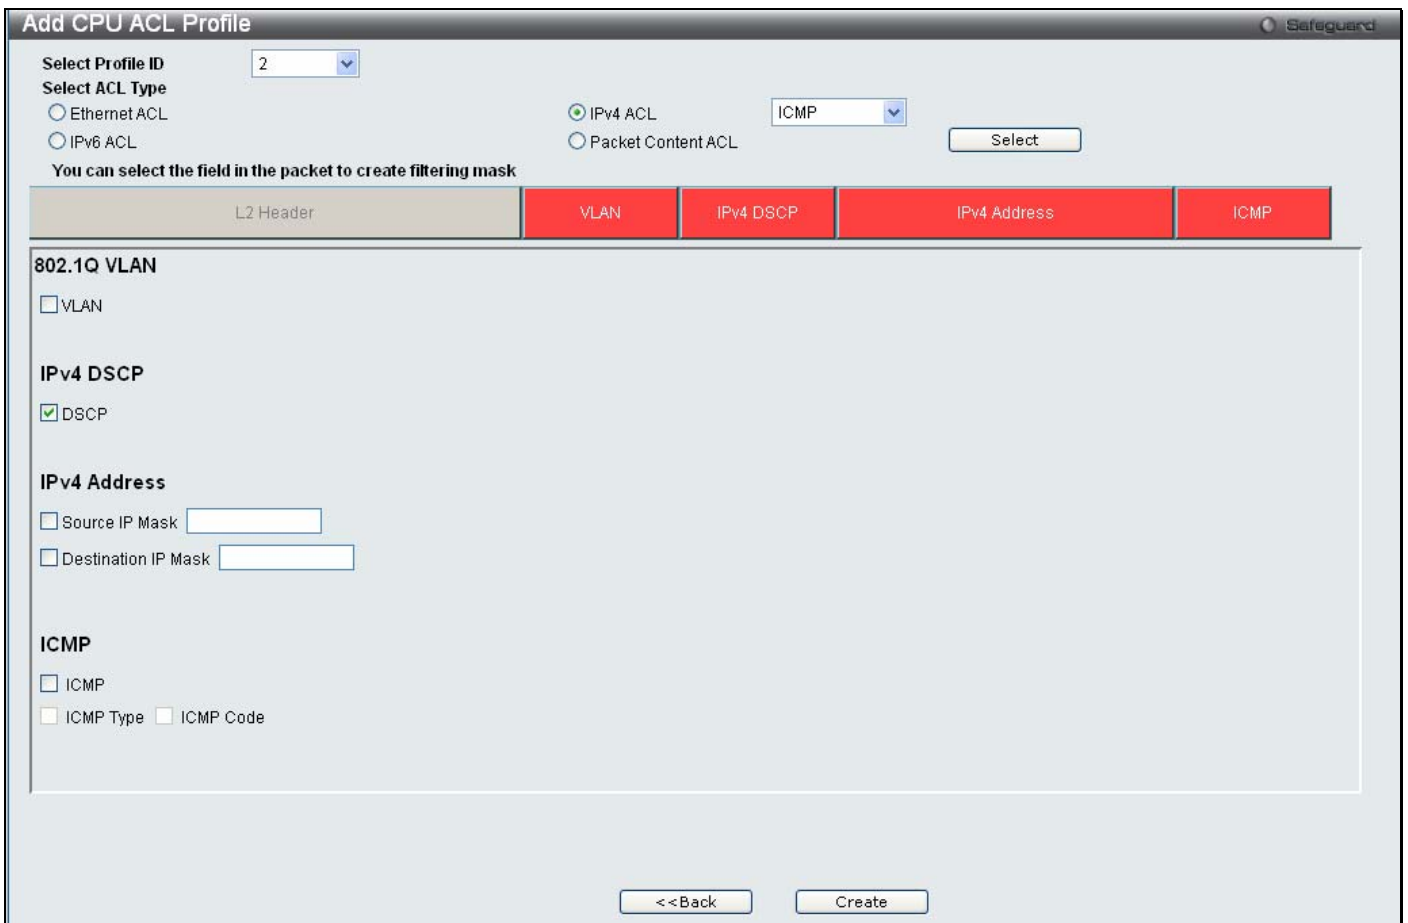 Add CPU ACL Profile
Safeguard
Select Profile ID 2
Select ACL Type
Ethernet ACL IPv4 ACL ICMP
IPv6 ACL Packet Content ACL Select
You can select the field in the packet to create filtering mask
L2 Header VLAN IPv4 DSCP IPv4 Address ICMP
802.1Q VLAN
VLAN
IPv4 DSCP
DSCP
IPv4 Address
Source IP Mask
Destination IP Mask
ICMP
ICMP
ICMP Type ICMP Code
<<Back Create